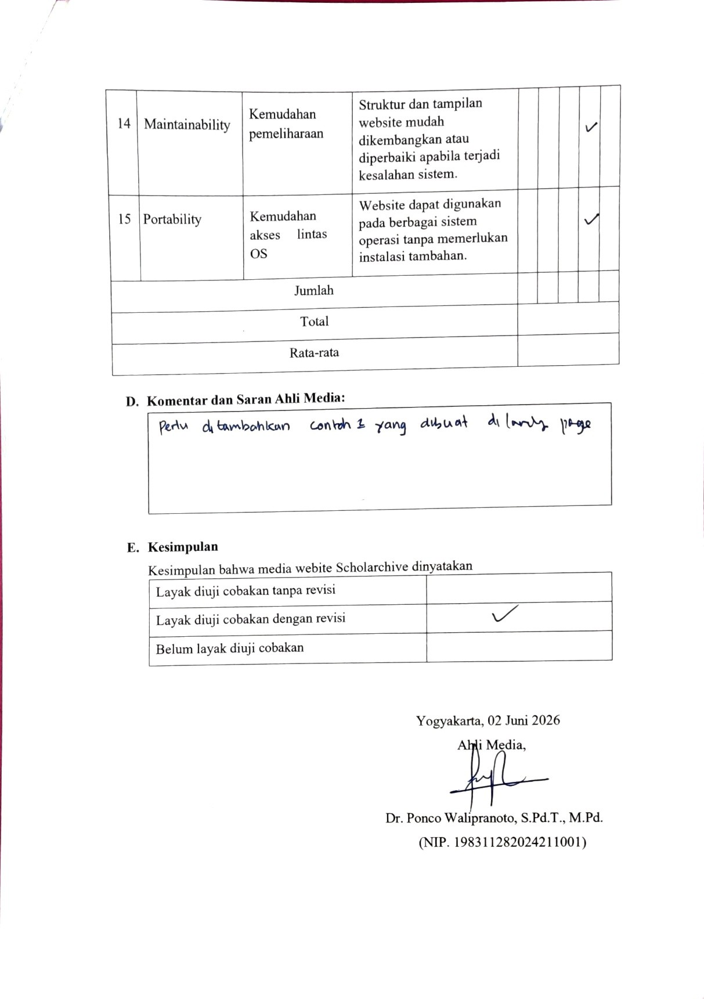 14 Maintainability Kemudahan pemeliharaan Struktur dan tampilan website mudah dikembangkan atau diperbaiki apabila terjadi kesalahan sistem. ✓
15 Portability Kemudahan akses lintas OS Website dapat digunakan pada berbagai sistem operasi tanpa memerlukan instalasi tambahan. ✓
Jumlah
Total
Rata-rata
D. Komentar dan Saran Ahli Media:
Perlu ditambahkan contoh yang dibuat di page
E. Kesimpulan
Kesimpulan bahwa media webite Scholarchive dinyatakan
Layak diuji cobakan tanpa revisi
Layak diuji cobakan dengan revisi ✓
Belum layak diuji cobakan
Yogyakarta, 02 Juni 2026
Ahli Media,
Dr. Ponco Walipranoto, S.Pd.T., M.Pd.
(NIP. 198311282024211001)